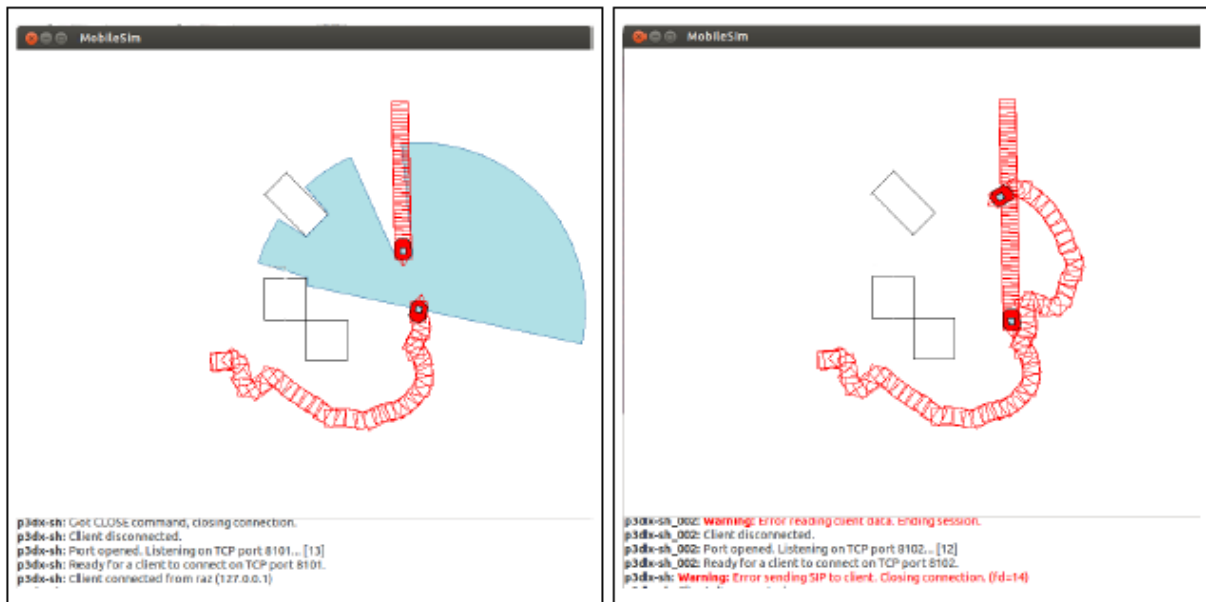 MobileSim
p3dx-sh: Got CLOSE command, closing connection.
p3dx-sh: Client disconnected.
p3dx-sh: Port opened. Listening on TCP port 8101... [13]
p3dx-sh: Ready for a client to connect on TCP port 8101.
p3dx-sh: Client connected from raz (127.0.0.1)
MobileSim
p3dx-sh_002: Warning: Error reading client data. Ending session.
p3dx-sh_002: Client disconnected.
p3dx-sh_002: Port opened. Listening on TCP port 8102... [12]
p3dx-sh_002: Ready for a client to connect on TCP port 8102.
p3dx-sh: Warning: Error sending SIP to client. Closing connection. (fd=14)